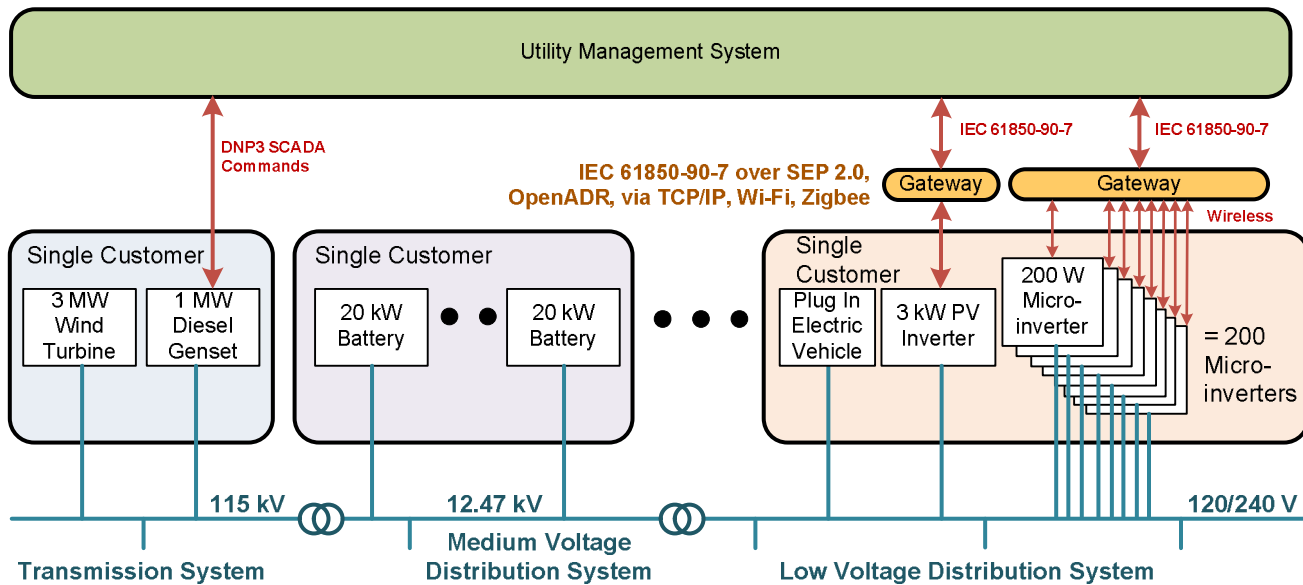 Utility Management System
DNP3 SCADA
Commands
IEC 61850-90-7
IEC 61850-90-7
IEC 61850-90-7 over SEP 2.0,
OpenADR, via TCP/IP, Wi-Fi, Zigbee
Gateway
Gateway
Wireless
Single Customer
3 MW
Wind
Turbine
1 MW
Diesel
Genset
Single Customer
20 kW
Battery
20 kW
Battery
Single
Customer
Plug In
Electric
Vehicle
3 kW PV
Inverter
200 W
Micro-
inverter
= 200
Micro-
inverters
115 kV
12.47 kV
120/240 V
Transmission System
Medium Voltage
Distribution System
Low Voltage Distribution System